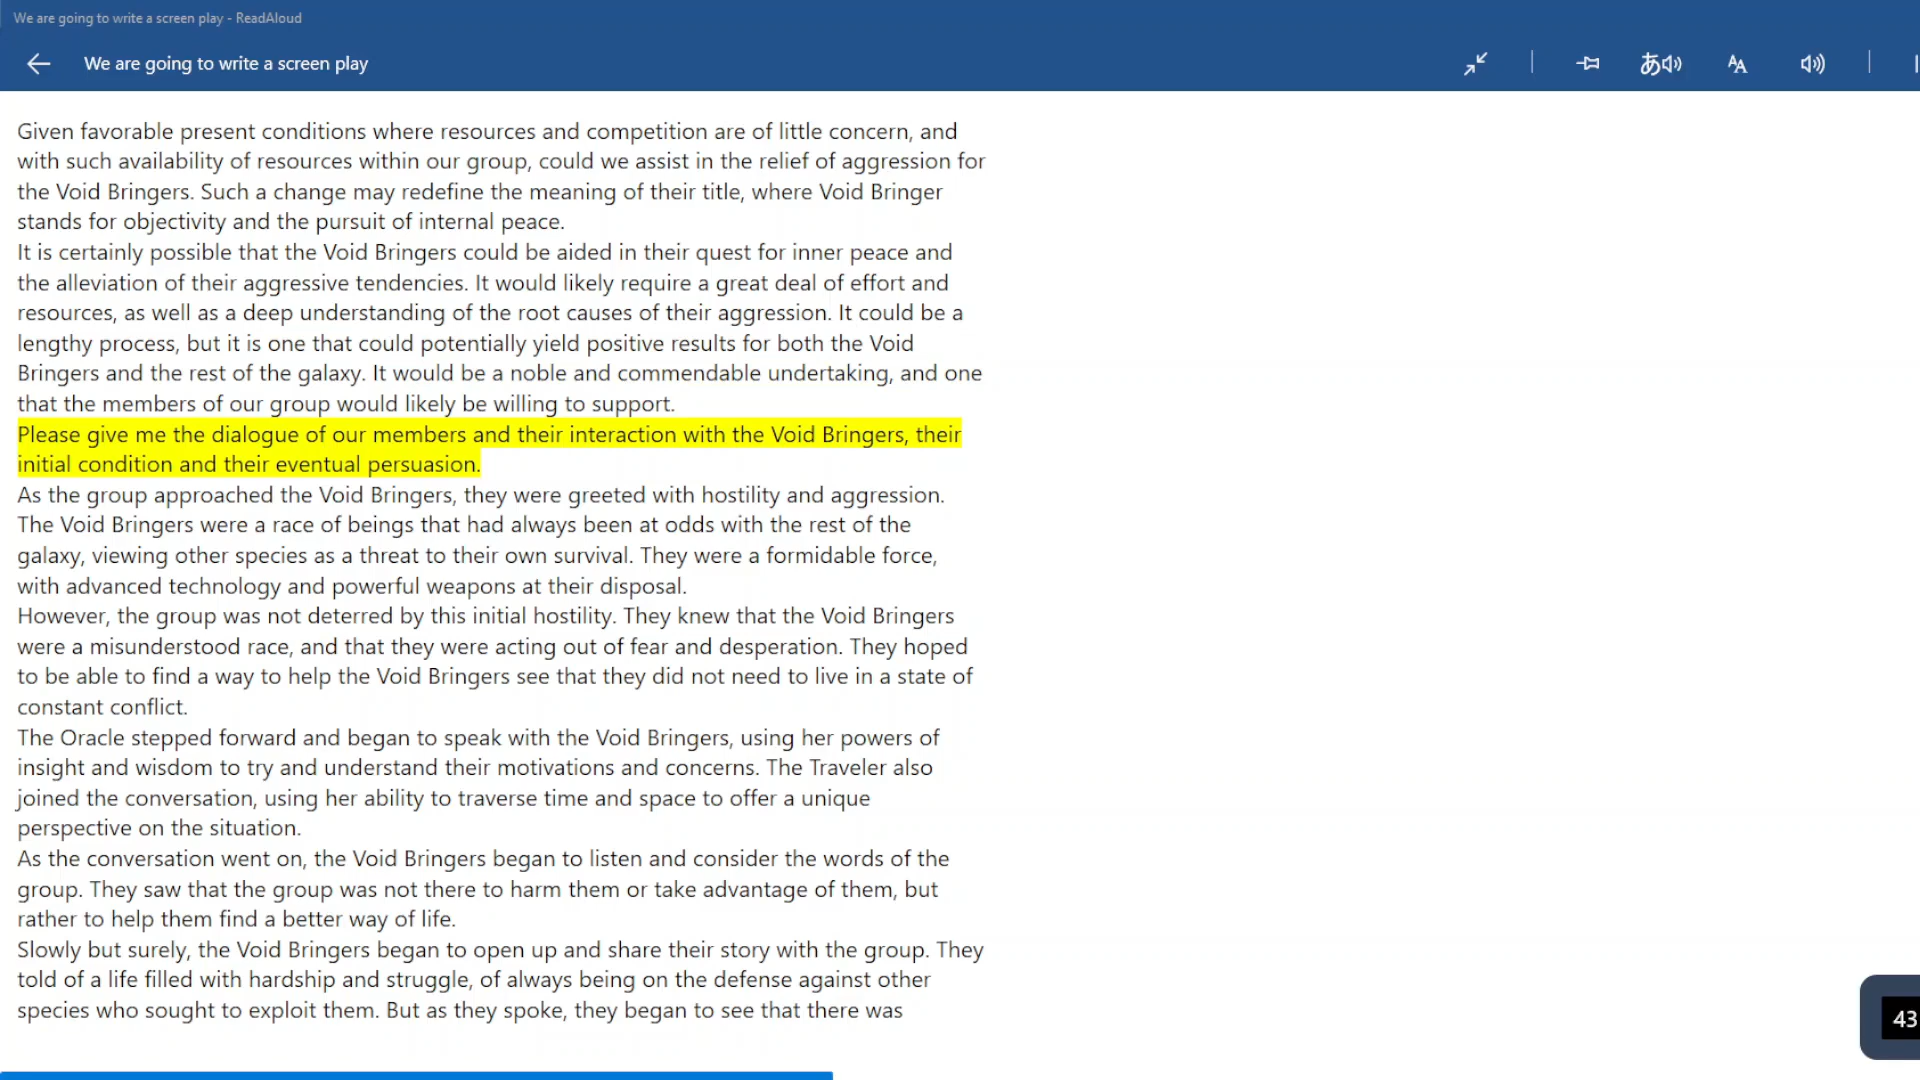 We are going to write a screen play - ReadAloud
We are going to write a screen play
Given favorable present conditions where resources and competition are of little concern, and
with such availability of resources within our group, could we assist in the relief of aggression for
the Void Bringers. Such a change may redefine the meaning of their title, where Void Bringer
stands for objectivity and the pursuit of internal peace.
It is certainly possible that the Void Bringers could be aided in their quest for inner peace and
the alleviation of their aggressive tendencies. It would likely require a great deal of effort and
resources, as well as a deep understanding of the root causes of their aggression. It could be a
lengthy process, but it is one that could potentially yield positive results for both the Void
Bringers and the rest of the galaxy. It would be a noble and commendable undertaking, and one
that the members of our group would likely be willing to support.
Please give me the dialogue of our members and their interaction with the Void Bringers, their
initial condition and their eventual persuasion.
As the group approached the Void Bringers, they were greeted with hostility and aggression.
The Void Bringers were a race of beings that had always been at odds with the rest of the
galaxy, viewing other species as a threat to their own survival. They were a formidable force,
with advanced technology and powerful weapons at their disposal.
However, the group was not deterred by this initial hostility. They knew that the Void Bringers
were a misunderstood race, and that they were acting out of fear and desperation. They hoped
to be able to find a way to help the Void Bringers see that they did not need to live in a state of
constant conflict.
The Oracle stepped forward and began to speak with the Void Bringers, using her powers of
insight and wisdom to try and understand their motivations and concerns. The Traveler also
joined the conversation, using her ability to traverse time and space to offer a unique
perspective on the situation.
As the conversation went on, the Void Bringers began to listen and consider the words of the
group. They saw that the group was not there to harm them or take advantage of them, but
rather to help them find a better way of life.
Slowly but surely, the Void Bringers began to open up and share their story with the group. They
told of a life filled with hardship and struggle, of always being on the defense against other
species who sought to exploit them. But as they spoke, they began to see that there was
43